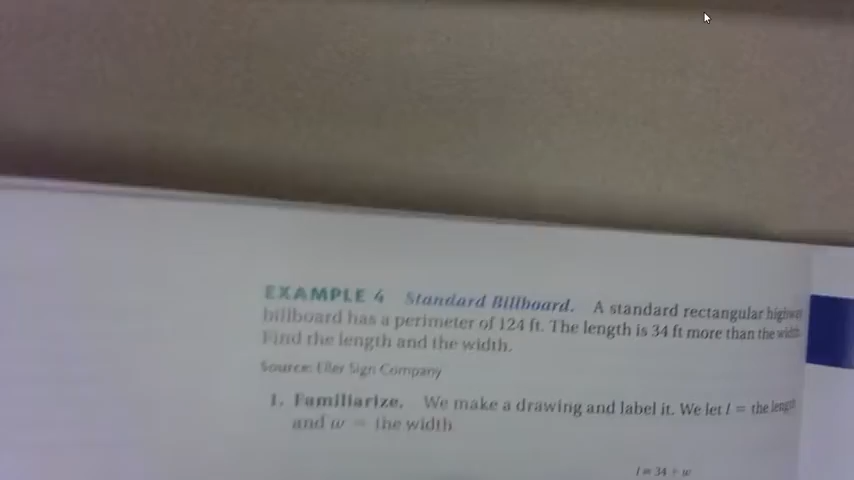 EXAMPLE 4 Standard Billboard. A standard rectangular highway
billboard has a perimeter of 124 ft. The length is 34 ft more than the width.
Find the length and the width.
Source: Eller Sign Company
1. Familiarize. We make a drawing and label it. We let l = the length
and w = the width
l = 34 + w